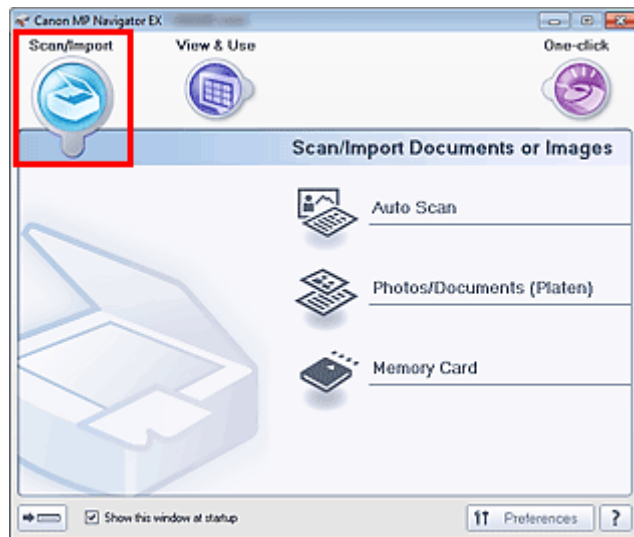 Canon MP Navigator EX
Scan/Import View & Use One-click
Scan/Import Documents or Images
Auto Scan
Photos/Documents (Platen)
Memory Card
Show this window at startup Preferences ?